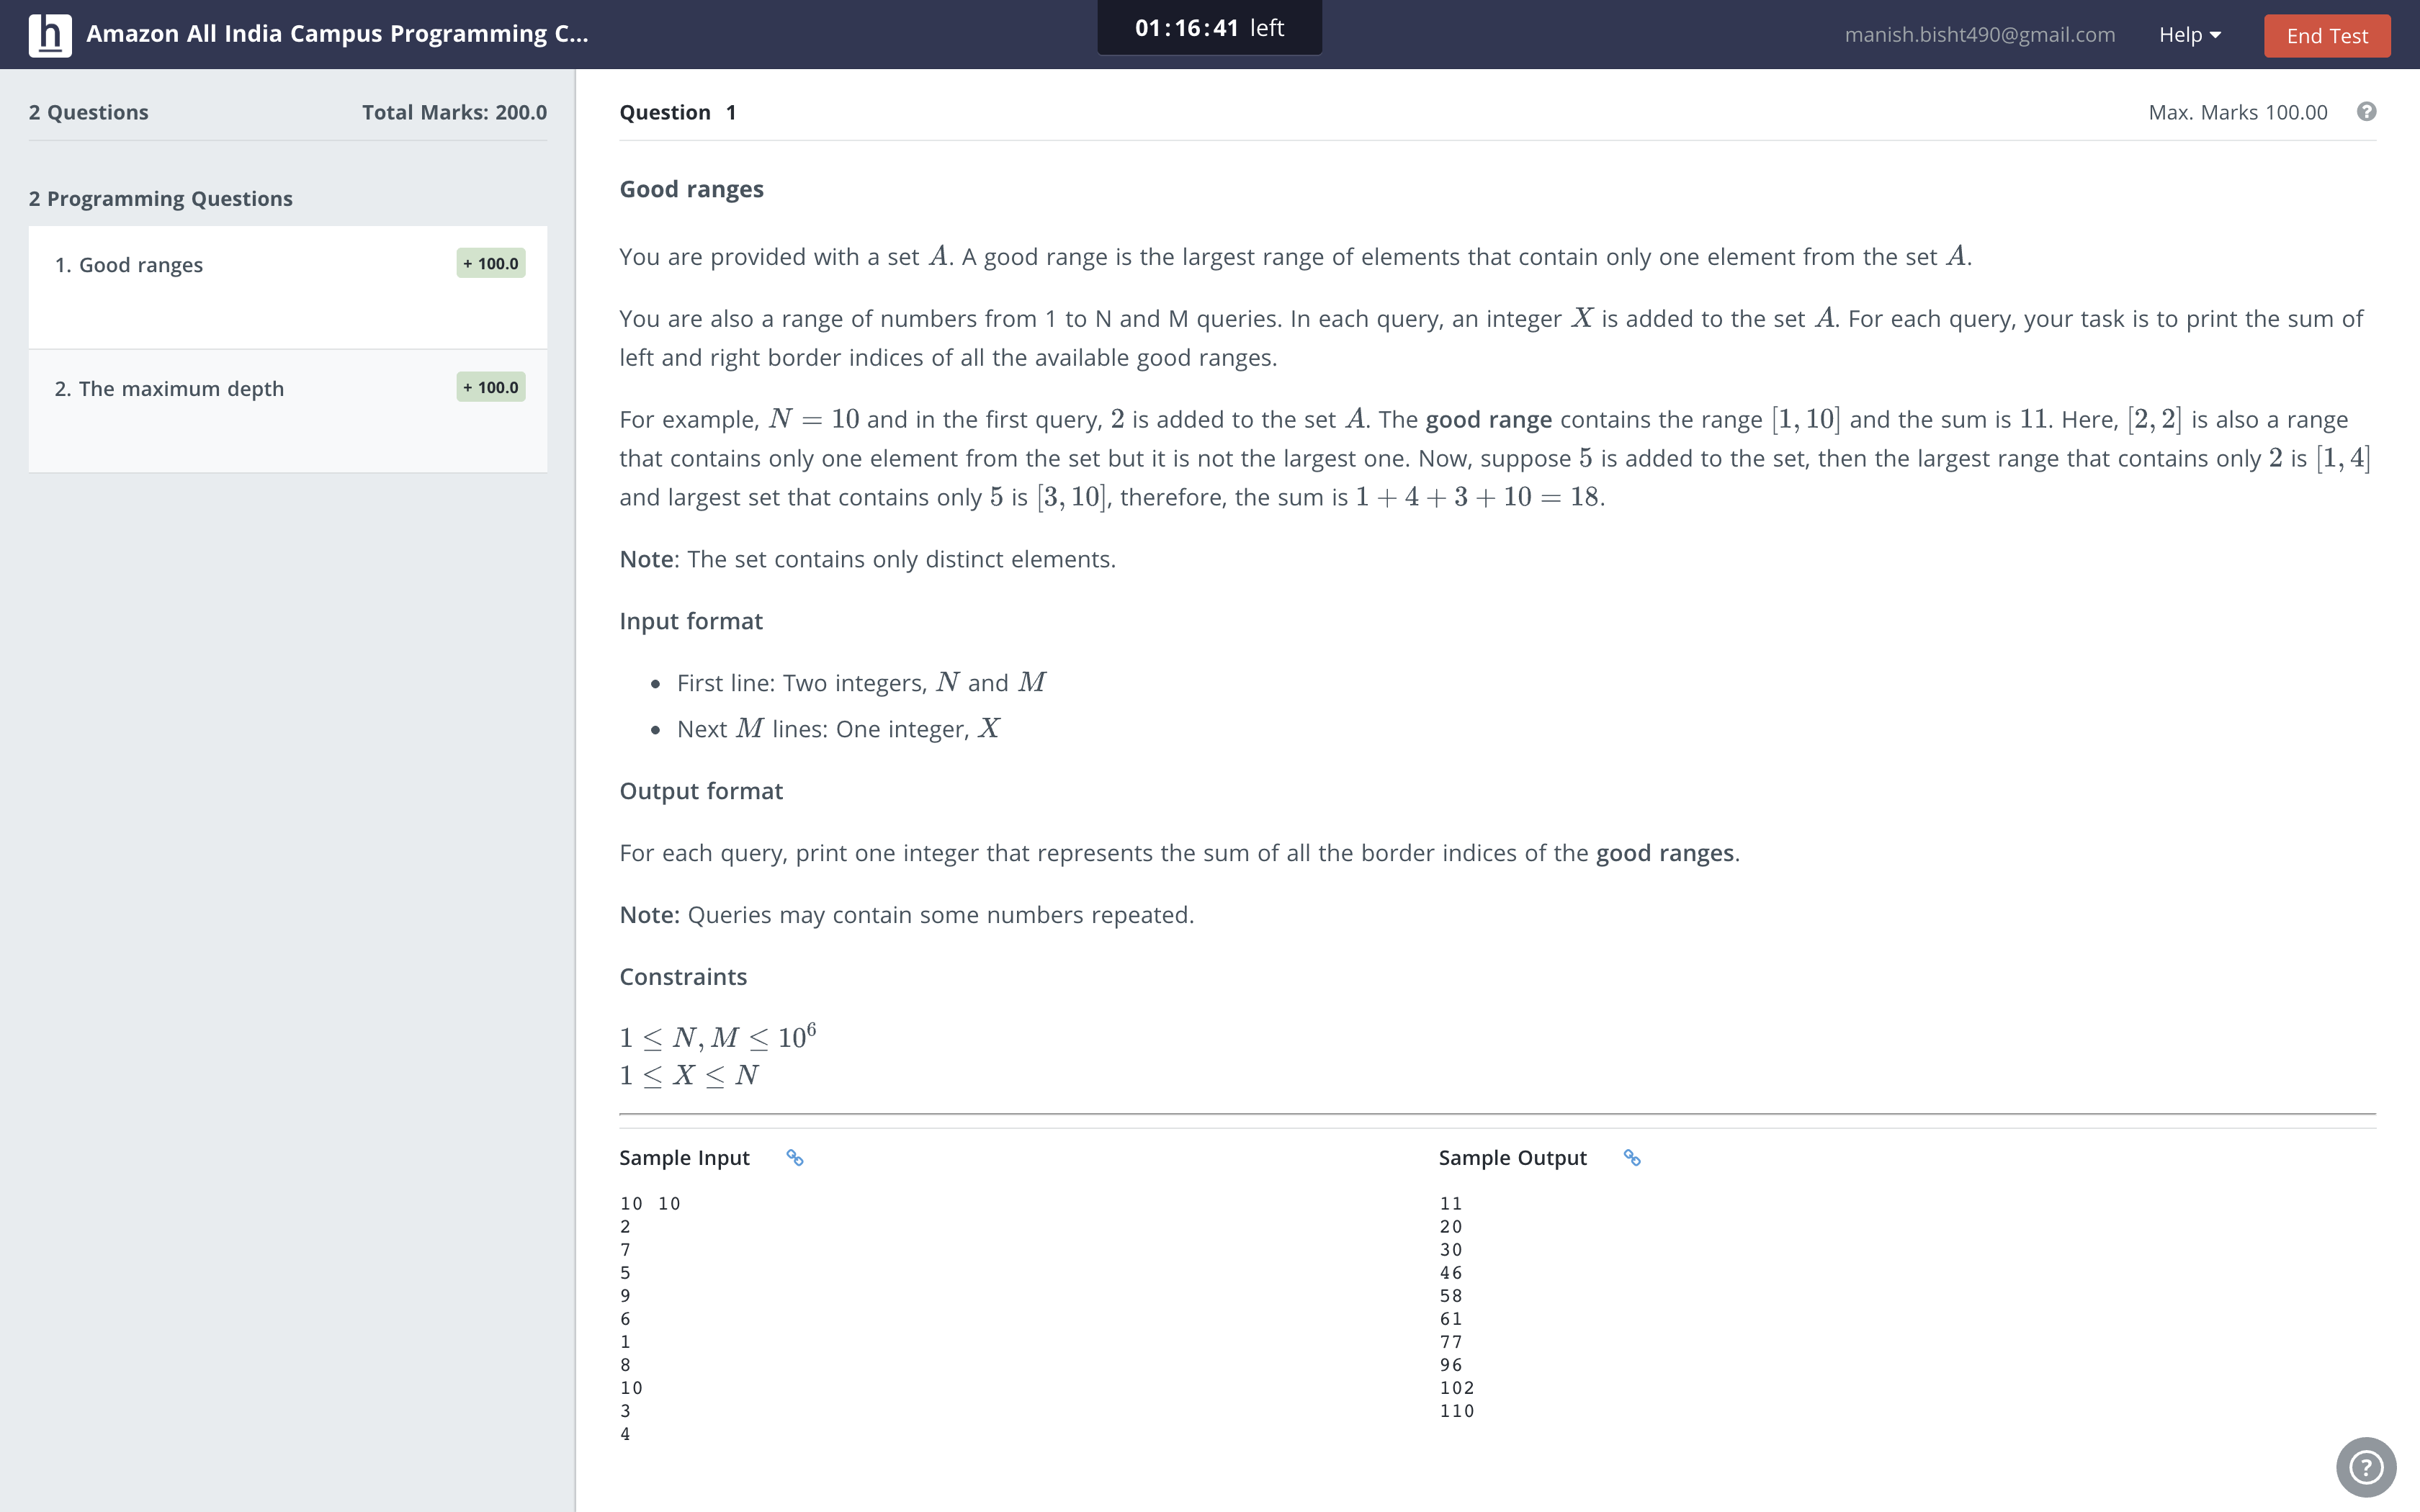 h Amazon All India Campus Programming C...
01:16:41 left
manish.bisht490@gmail.com
Help
End Test
2 Questions
Total Marks: 200.0
2 Programming Questions
1. Good ranges
+ 100.0
2. The maximum depth
+ 100.0
Question 1
Max. Marks 100.00
?
Good ranges
You are provided with a set A. A good range is the largest range of elements that contain only one element from the set A.
You are also a range of numbers from 1 to N and M queries. In each query, an integer X is added to the set A. For each query, your task is to print the sum of
left and right border indices of all the available good ranges.
For example, N = 10 and in the first query, 2 is added to the set A. The good range contains the range [1, 10] and the sum is 11. Here, [2, 2] is also a range
that contains only one element from the set but it is not the largest one. Now, suppose 5 is added to the set, then the largest range that contains only 2 is [1, 4]
and largest set that contains only 5 is [3, 10], therefore, the sum is 1 + 4 + 3 + 10 = 18.
Note: The set contains only distinct elements.
Input format
• First line: Two integers, N and M
• Next M lines: One integer, X
Output format
For each query, print one integer that represents the sum of all the border indices of the good ranges.
Note: Queries may contain some numbers repeated.
Constraints
1 ≤ N, M ≤ 10⁶
1 ≤ X ≤ N
Sample Input
10 10
2
7
5
9
6
1
8
10
3
4
Sample Output
11
20
30
46
58
61
77
96
102
110
?